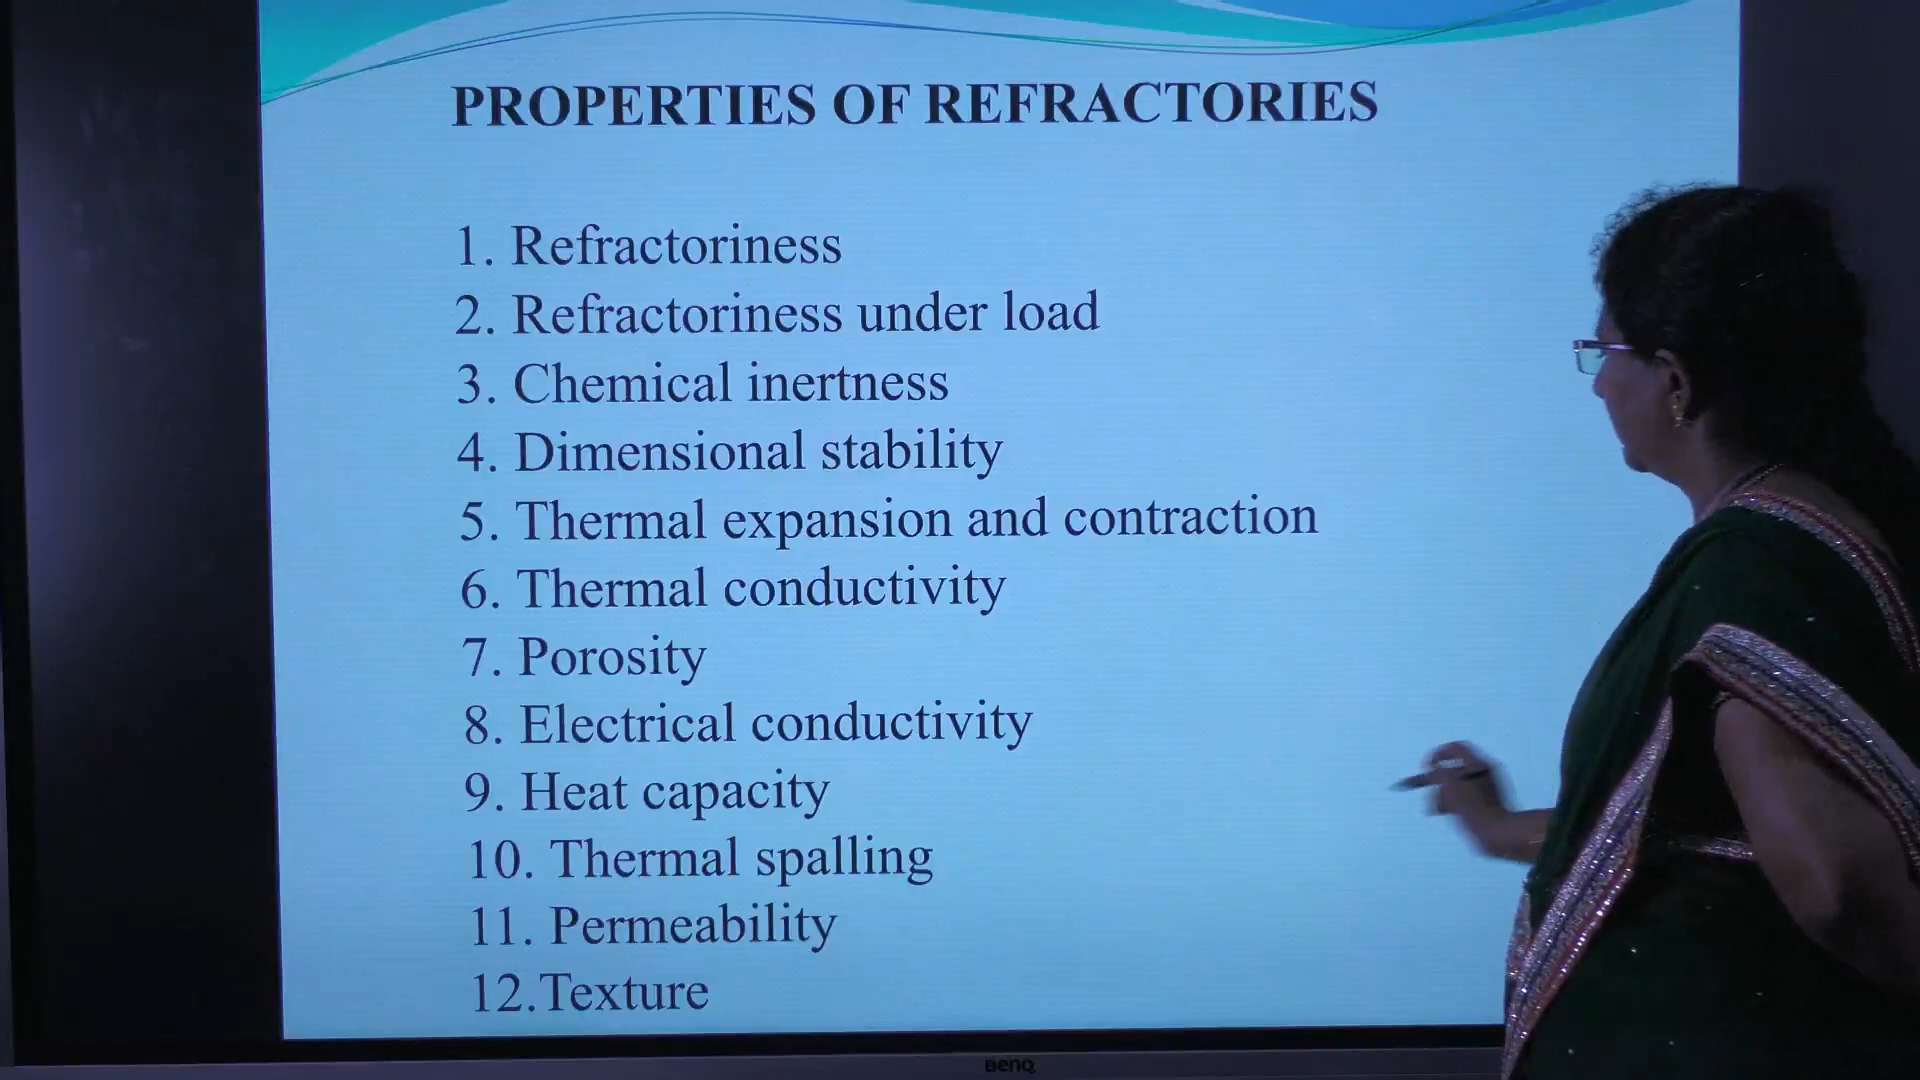 PROPERTIES OF REFRACTORIES
1. Refractoriness
2. Refractoriness under load
3. Chemical inertness
4. Dimensional stability
5. Thermal expansion and contraction
6. Thermal conductivity
7. Porosity
8. Electrical conductivity
9. Heat capacity
10. Thermal spalling
11. Permeability
12.Texture
BenQ